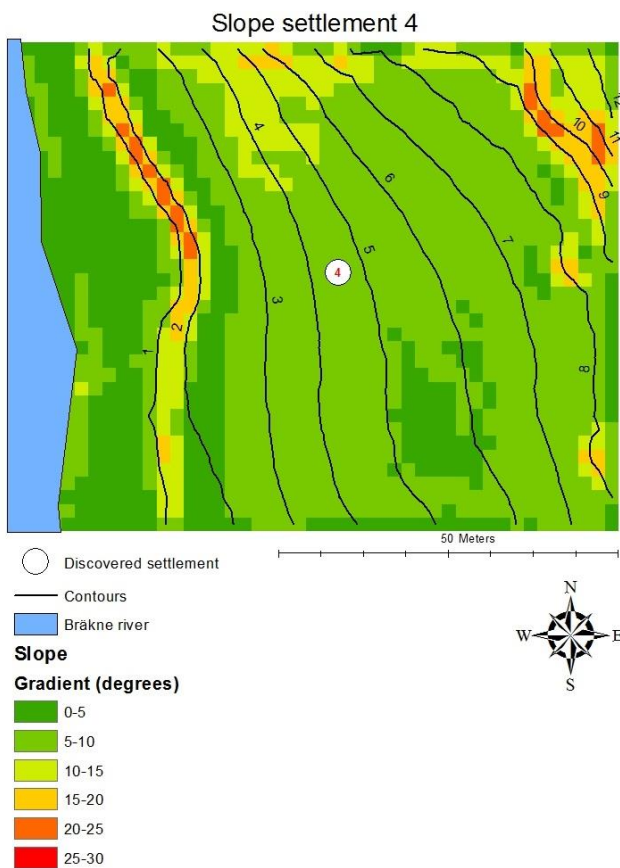 Slope settlement 4
12
11
10
9
4
6
7
5
4
3
2
1
8
50 Meters
Discovered settlement
Contours
Bräkne river
N
W E
S
Slope
Gradient (degrees)
0-5
5-10
10-15
15-20
20-25
25-30